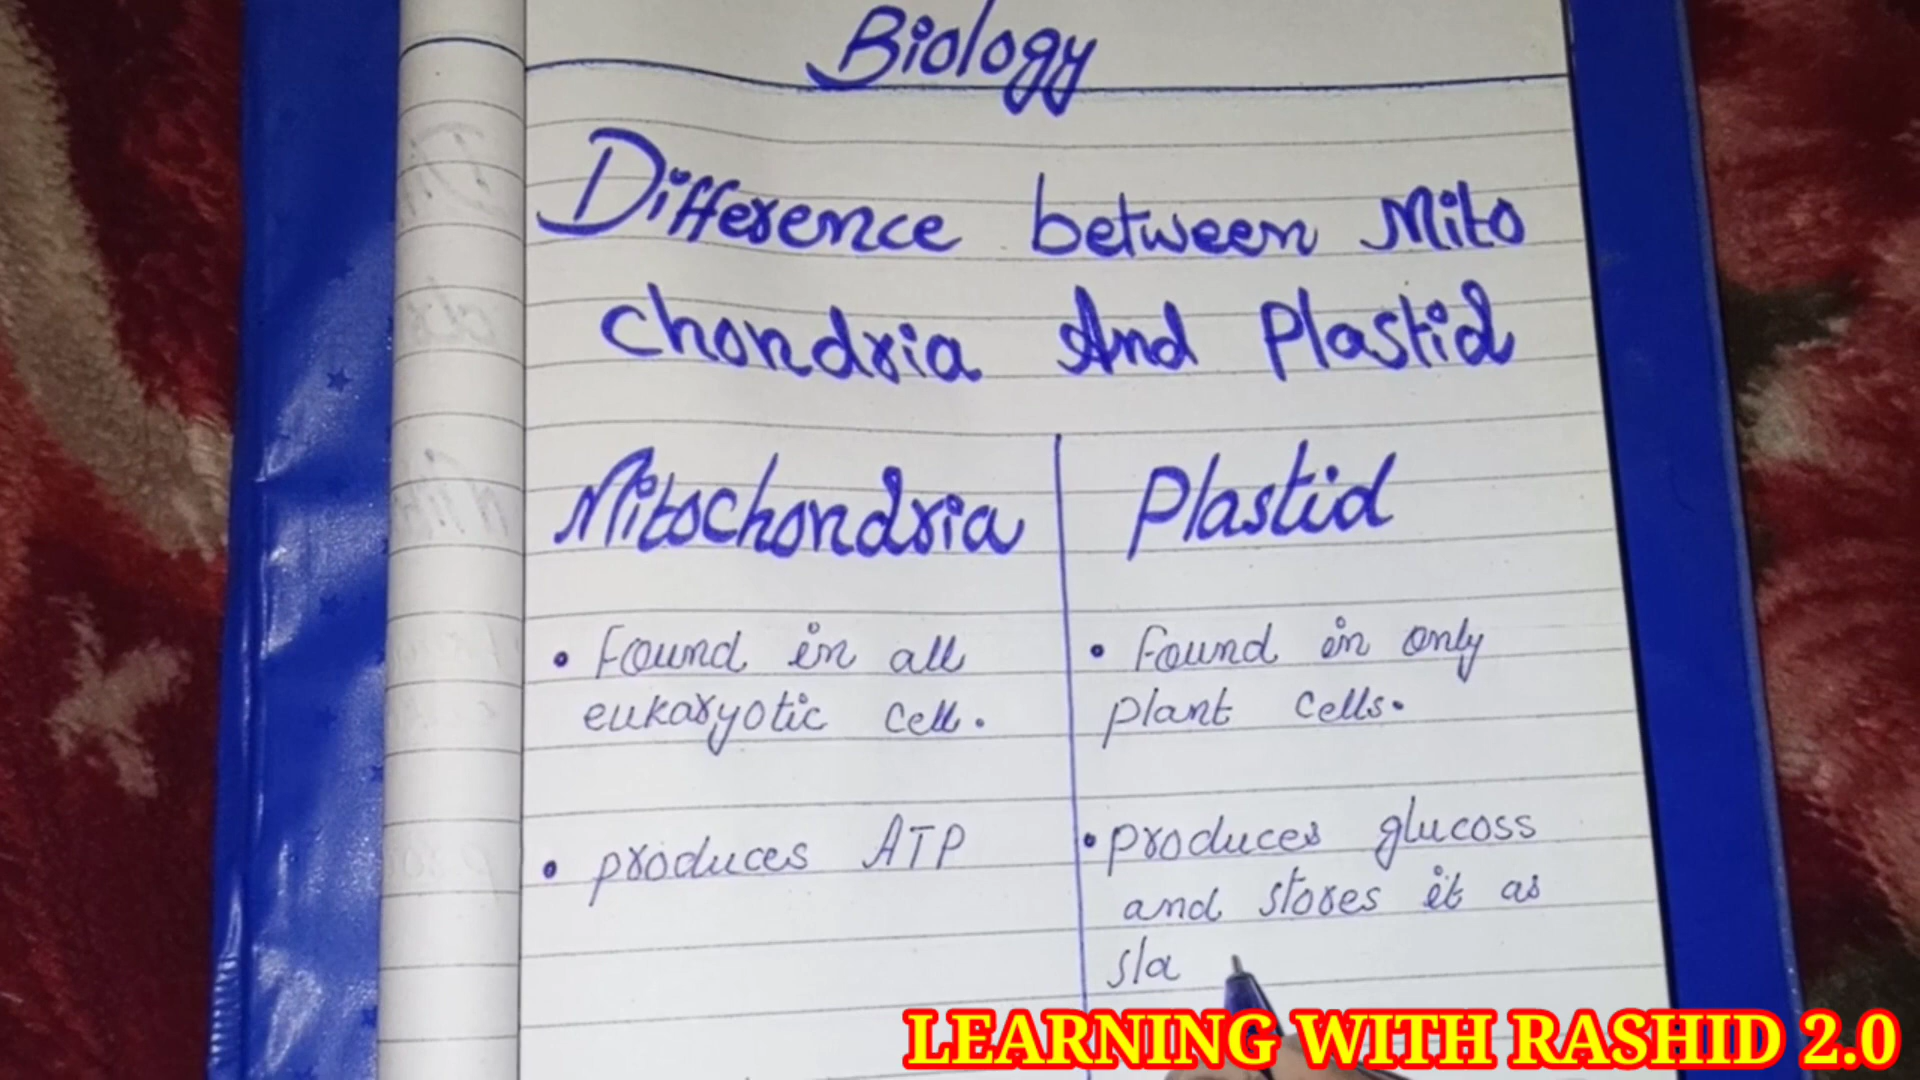 Biology
Difference between Mito
chondria And Plastid
Mitochondria
Plastid
• Found in all
eukaryotic cell.
• Found in only
plant cells.
• produces ATP
• produces glucoss
and stores it as
sta
LEARNING WITH RASHID 2.0